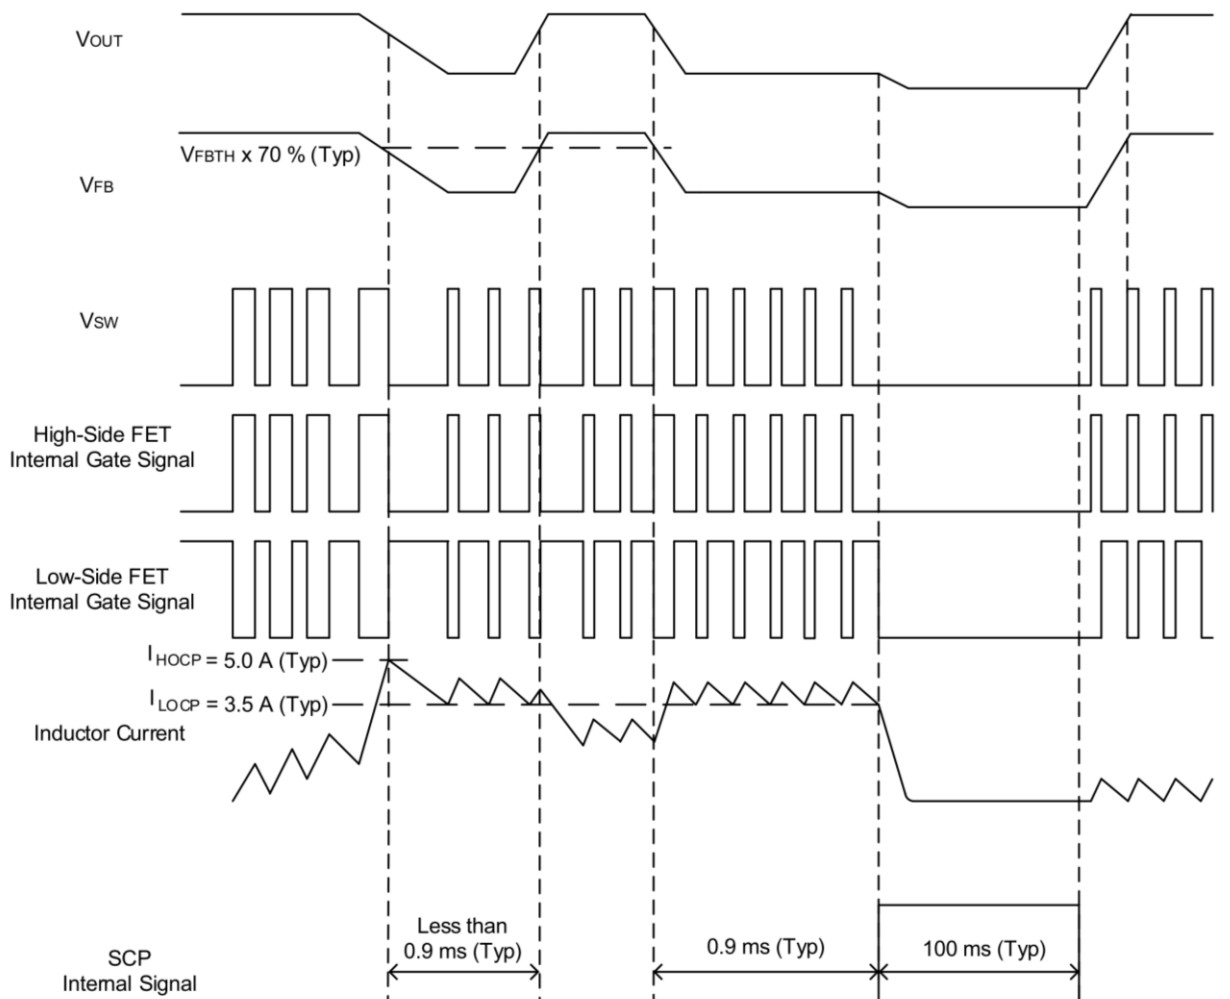 VOUT
VFBTH x 70 % (Typ)
VFB
VSW
High-Side FET
Internal Gate Signal
Low-Side FET
Internal Gate Signal
I HOCP = 5.0 A (Typ)
I LOCP = 3.5 A (Typ)
Inductor Current
Less than
0.9 ms (Typ)
0.9 ms (Typ)
100 ms (Typ)
SCP
Internal Signal